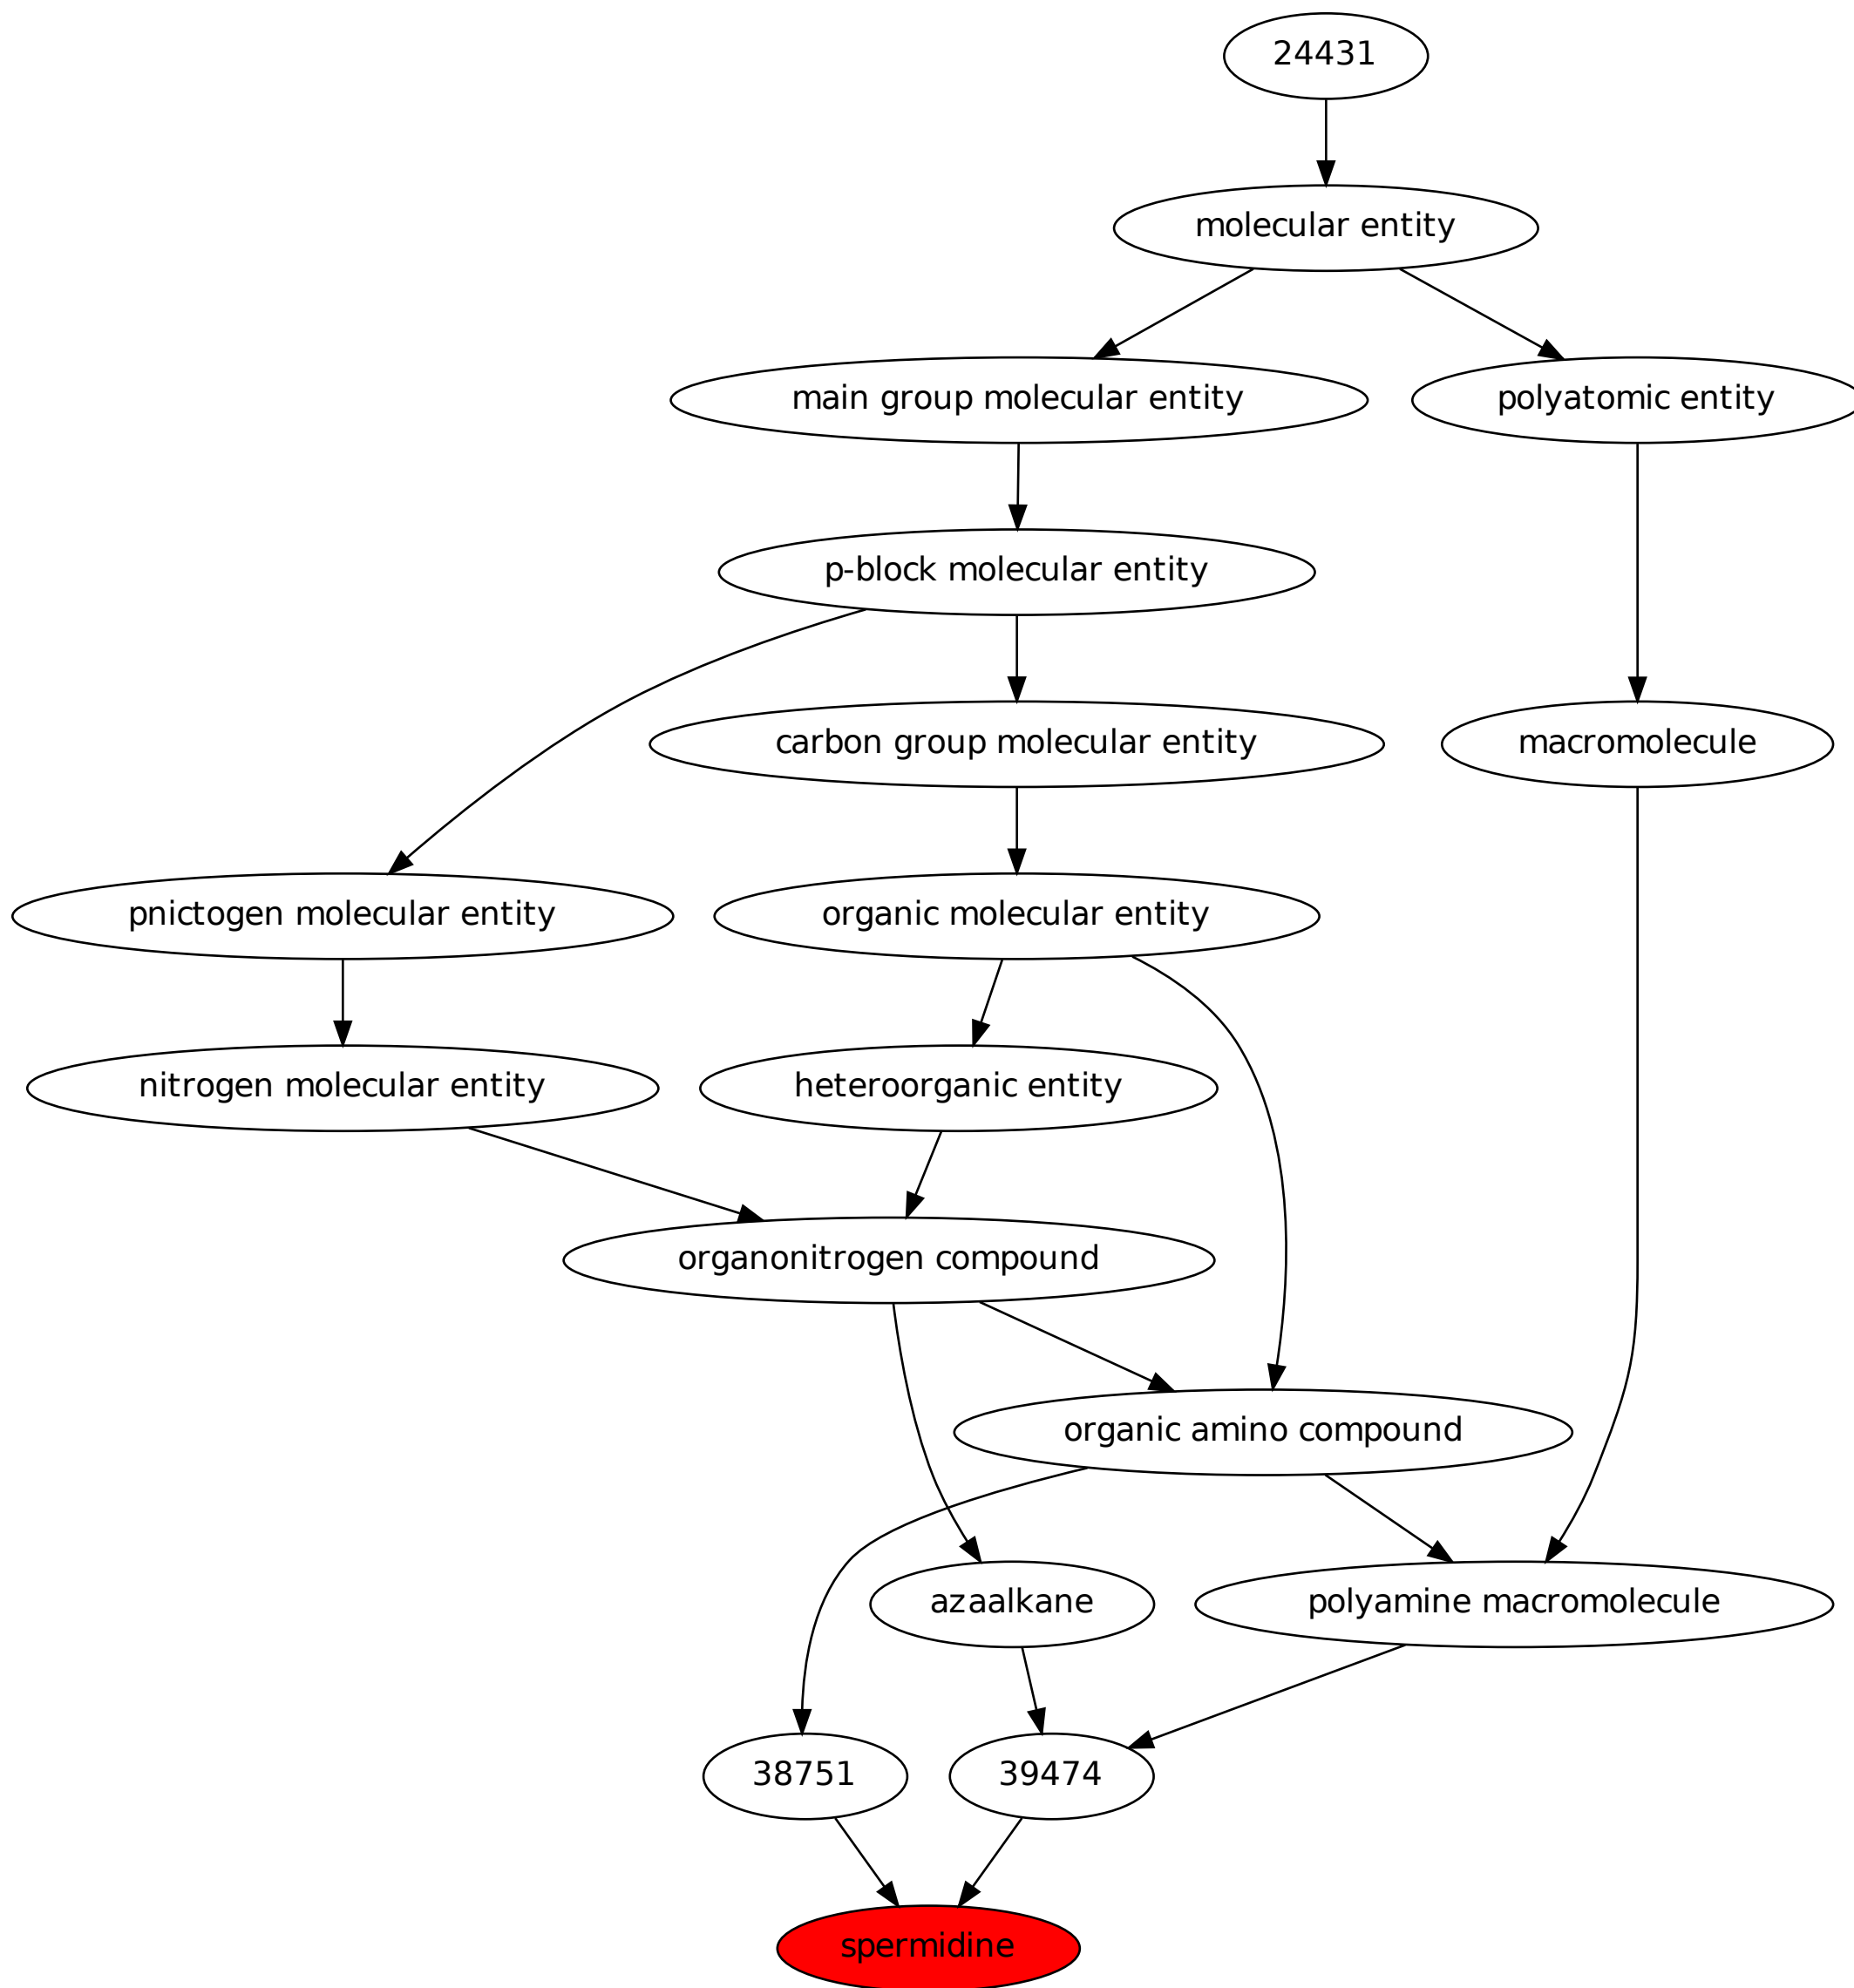 24431
molecular entity
main group molecular entity
polyatomic entity
p-block molecular entity
carbon group molecular entity
macromolecule
pnictogen molecular entity
organic molecular entity
nitrogen molecular entity
heteroorganic entity
organonitrogen compound
organic amino compound
azaalkane
polyamine macromolecule
38751
39474
spermidine